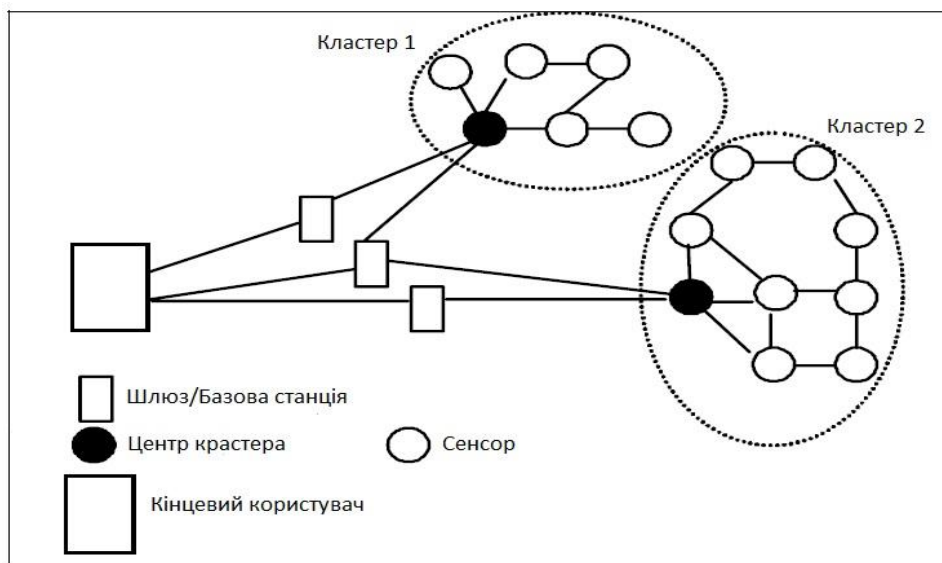 Кластер 1
Кластер 2
Шлюз/Базова станція
Центр крастера
Сенсор
Кінцевий користувач